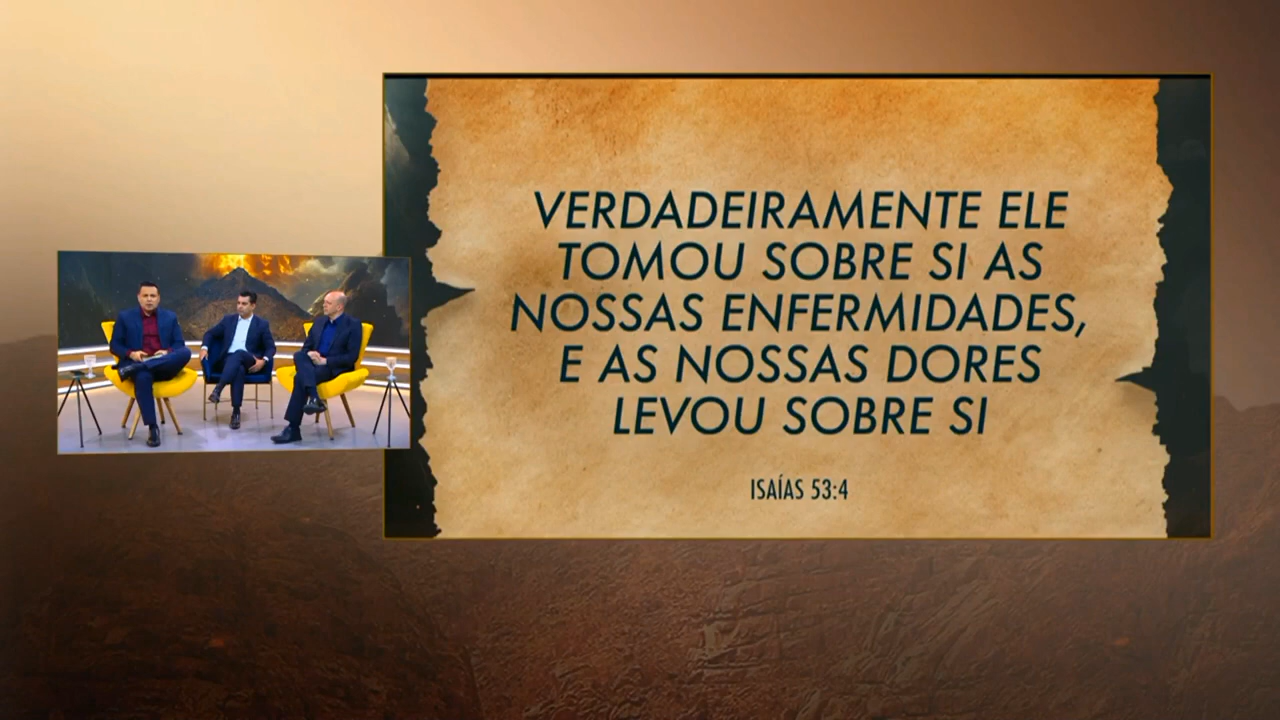 VERDADEIRAMENTE ELE
TOMOU SOBRE SI AS
NOSSAS ENFERMIDADES,
E AS NOSSAS DORES
LEVOU SOBRE SI
ISAÍAS 53:4